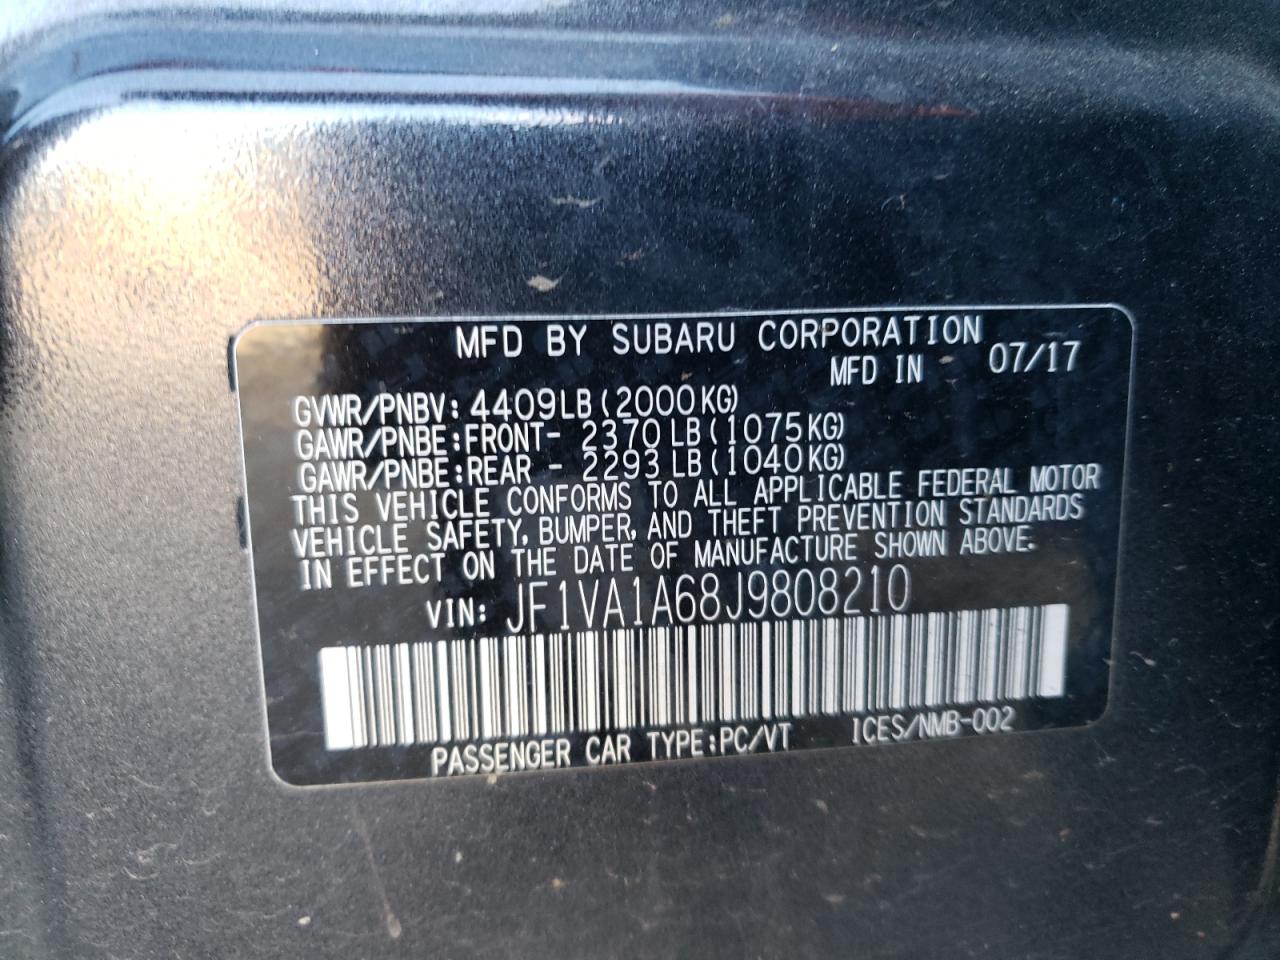 MFD BY SUBARU CORPORATION
MFD IN 07/17
GVWR/PNBV: 4409LB(2000KG)
GAWR/PNBE:FRONT- 2370LB(1075KG)
GAWR/PNBE:REAR - 2293LB(1040KG)
THIS VEHICLE CONFORMS TO ALL APPLICABLE FEDERAL MOTOR
VEHICLE SAFETY, BUMPER, AND THEFT PREVENTION STANDARDS
IN EFFECT ON THE DATE OF MANUFACTURE SHOWN ABOVE.
VIN: JF1VA1A68J9808210
PASSENGER CAR TYPE:PC/VT ICES/NMB-002